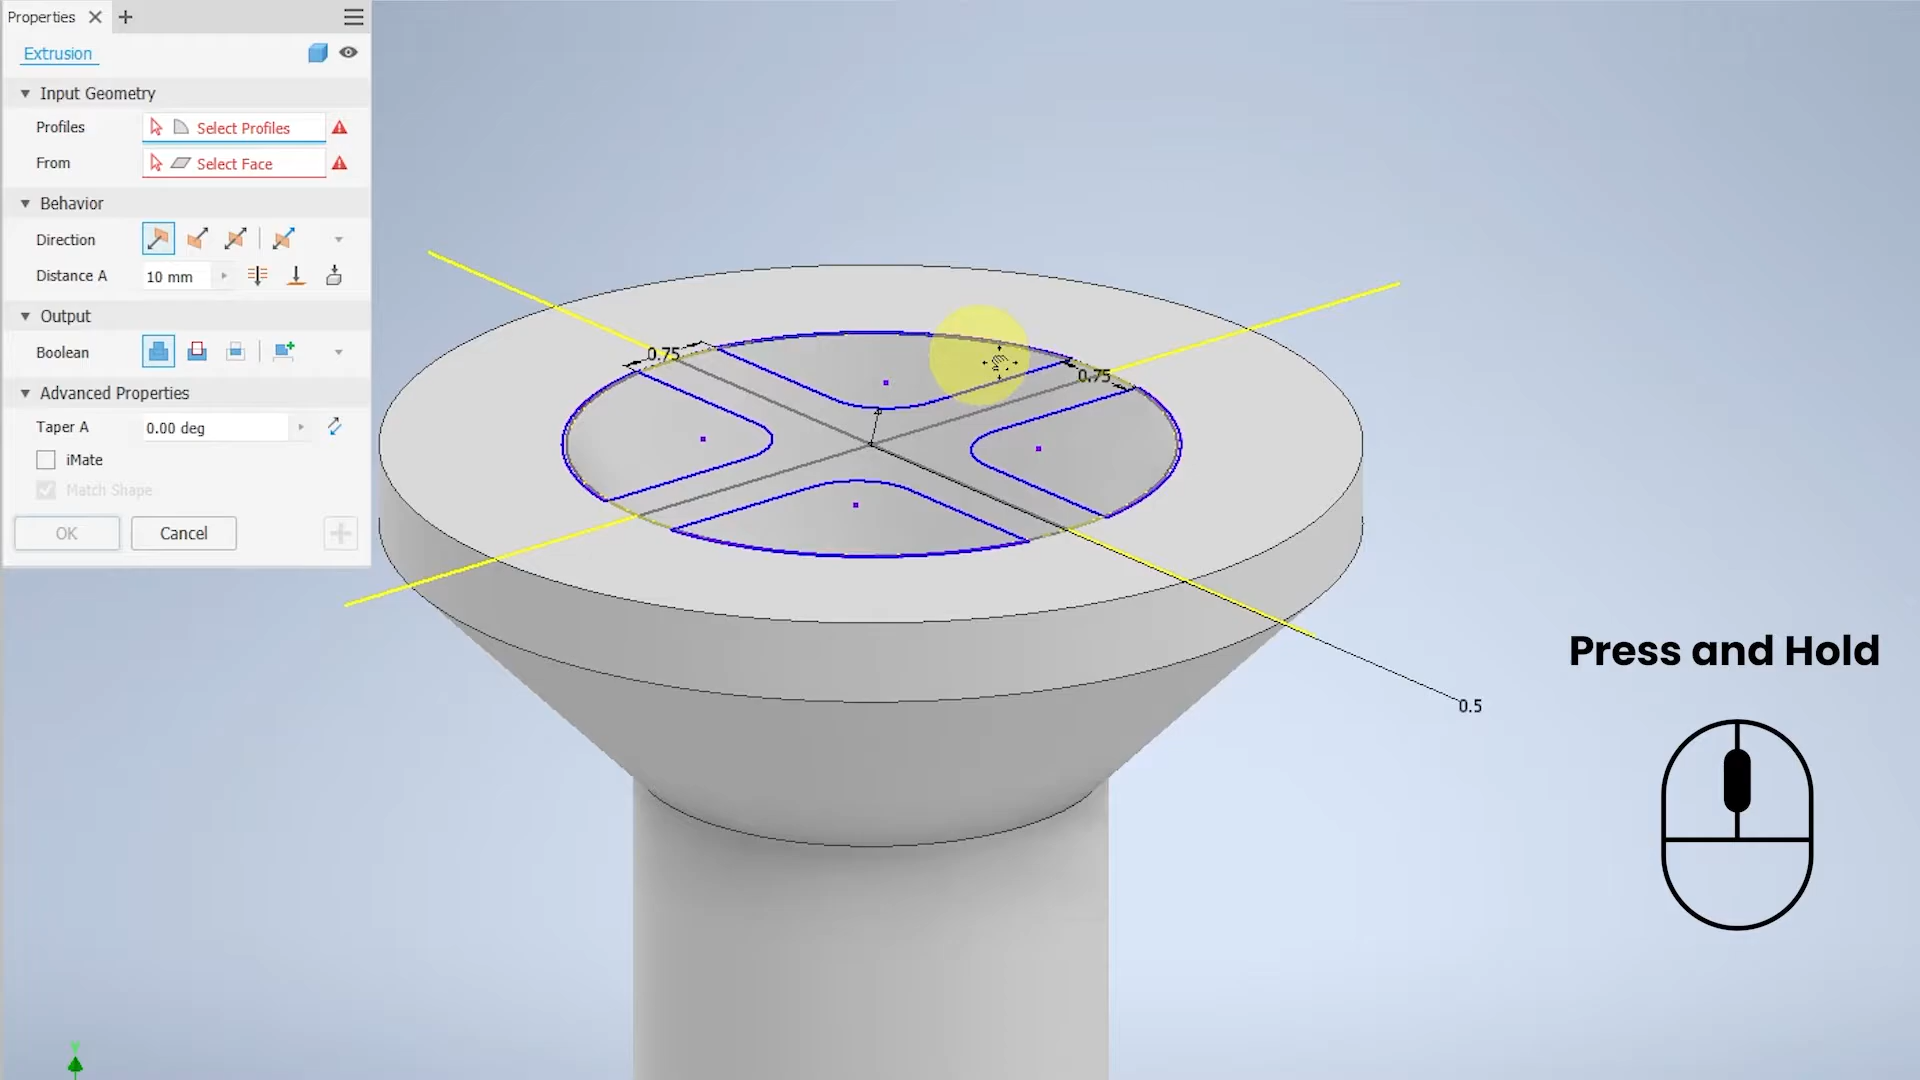 Properties
Extrusion
Input Geometry
Profiles
Select Profiles
From
Select Face
Behavior
Direction
Distance A
10 mm
Output
Boolean
Advanced Properties
Taper A
0.00 deg
iMate
Match Shape
OK
Cancel
0.75
0.75
0.5
Press and Hold
Y